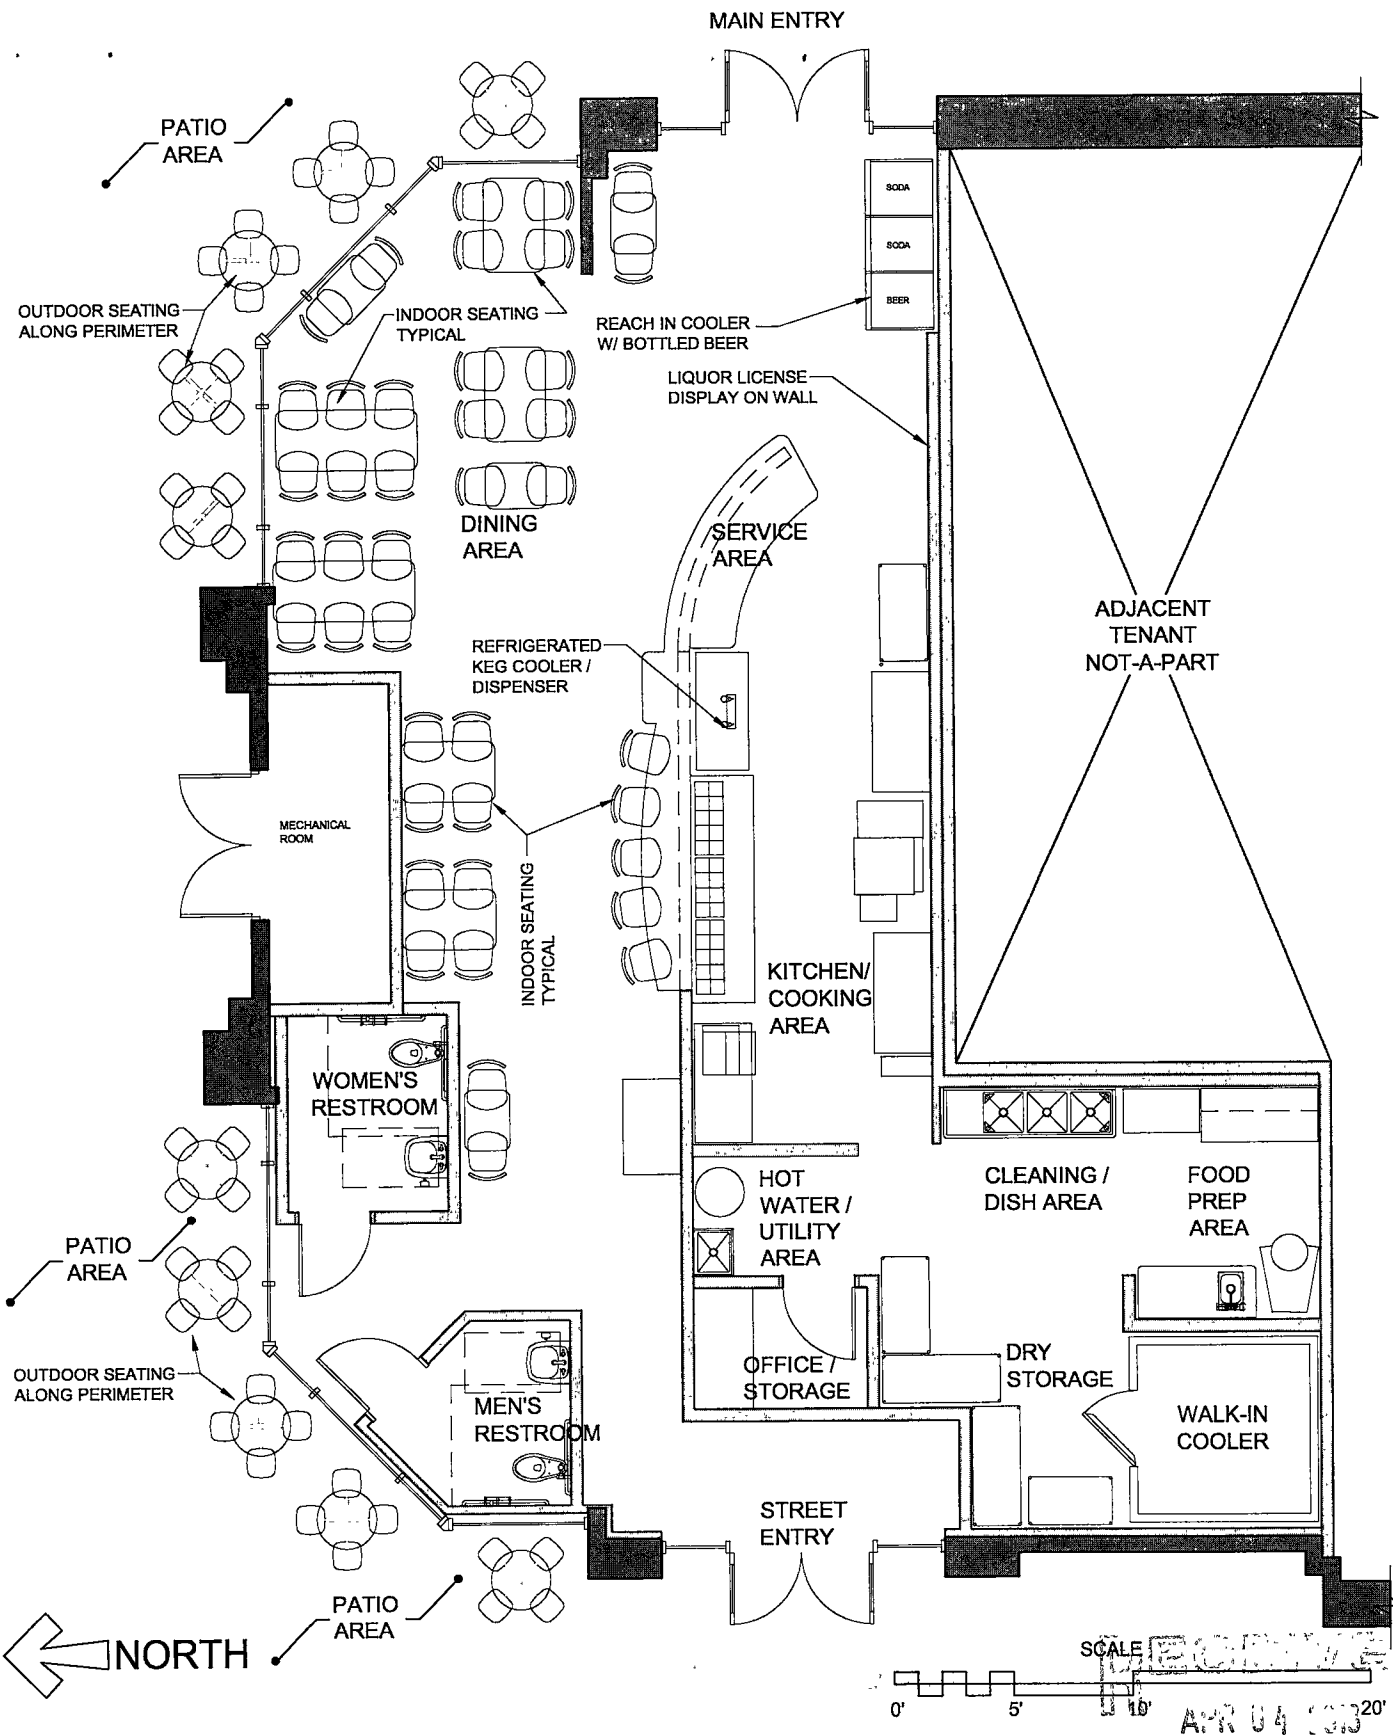 MAIN ENTRY
PATIO
AREA
SODA
SODA
BEER
OUTDOOR SEATING
ALONG PERIMETER
INDOOR SEATING
TYPICAL
REACH IN COOLER
W/ BOTTLED BEER
LIQUOR LICENSE
DISPLAY ON WALL
DINING
AREA
SERVICE
AREA
ADJACENT
TENANT
NOT-A-PART
REFRIGERATED
KEG COOLER /
DISPENSER
MECHANICAL
ROOM
INDOOR SEATING
TYPICAL
KITCHEN/
COOKING
AREA
WOMEN'S
RESTROOM
HOT
WATER /
UTILITY
AREA
CLEANING /
DISH AREA
FOOD
PREP
AREA
PATIO
AREA
OUTDOOR SEATING
ALONG PERIMETER
OFFICE /
STORAGE
DRY
STORAGE
MEN'S
RESTROOM
WALK-IN
COOLER
STREET
ENTRY
PATIO
AREA
NORTH
SCALE
0'
5'
10'
20'
APR 04